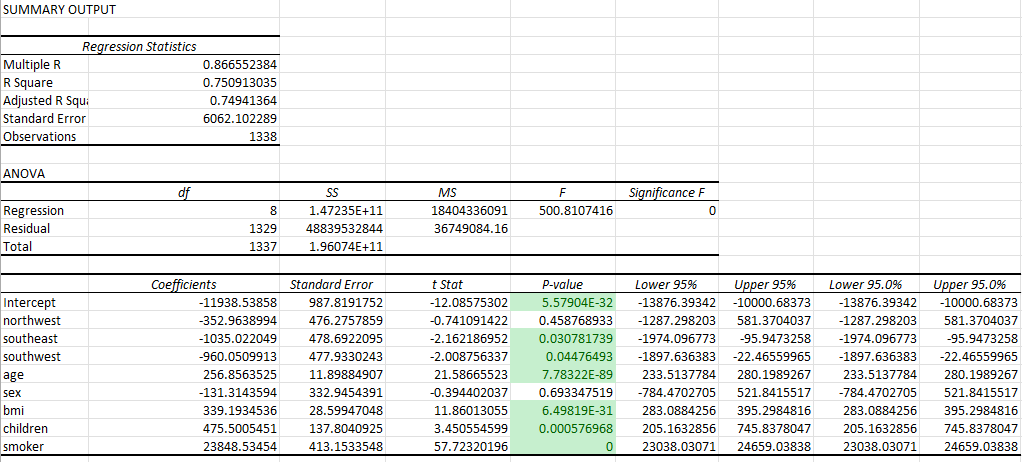 SUMMARY OUTPUT
Regression Statistics
Multiple R 0.866552384
R Square 0.750913035
Adjusted R Squ 0.74941364
Standard Error 6062.102289
Observations 1338
ANOVA
df SS MS F Significance F
Regression 8 1.47235E+11 18404336091 500.8107416 0
Residual 1329 48839532844 36749084.16
Total 1337 1.96074E+11
Coefficients Standard Error t Stat P-value Lower 95% Upper 95% Lower 95.0% Upper 95.0%
Intercept -11938.53858 987.8191752 -12.08575302 5.57904E-32 -13876.39342 -10000.68373 -13876.39342 -10000.68373
northwest -352.9638994 476.2757859 -0.741091422 0.458768933 -1287.298203 581.3704037 -1287.298203 581.3704037
southeast -1035.022049 478.6922095 -2.162186952 0.030781739 -1974.096773 -95.9473258 -1974.096773 -95.9473258
southwest -960.0509913 477.9330243 -2.008756337 0.04476493 -1897.636383 -22.46559965 -1897.636383 -22.46559965
age 256.8563525 11.89884907 21.58665523 7.78322E-89 233.5137784 280.1989267 233.5137784 280.1989267
sex -131.3143594 332.9454391 -0.394402037 0.693347519 -784.4702705 521.8415517 -784.4702705 521.8415517
bmi 339.1934536 28.59947048 11.86013055 6.49819E-31 283.0884256 395.2984816 283.0884256 395.2984816
children 475.5005451 137.8040925 3.450554599 0.000576968 205.1632856 745.8378047 205.1632856 745.8378047
smoker 23848.53454 413.1533548 57.72320196 0 23038.03071 24659.03838 23038.03071 24659.03838